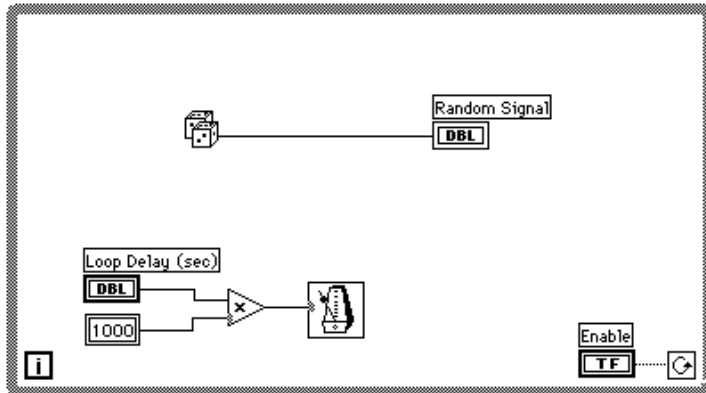 Random Signal
DBL
Loop Delay (sec)
DBL
x
1000
Enable
TF
i